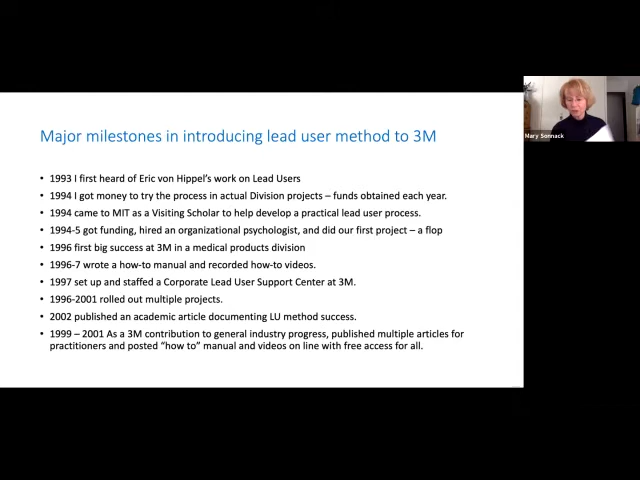 Major milestones in introducing lead user method to 3M
Mary Sonnack
• 1993 I first heard of Eric von Hippel's work on Lead Users
• 1994 I got money to try the process in actual Division projects – funds obtained each year.
• 1994 came to MIT as a Visiting Scholar to help develop a practical lead user process.
• 1994-5 got funding, hired an organizational psychologist, and did our first project – a flop
• 1996 first big success at 3M in a medical products division
• 1996-7 wrote a how-to manual and recorded how-to videos.
• 1997 set up and staffed a Corporate Lead User Support Center at 3M.
• 1996-2001 rolled out multiple projects.
• 2002 published an academic article documenting LU method success.
• 1999 – 2001 As a 3M contribution to general industry progress, published multiple articles for
practitioners and posted "how to" manual and videos on line with free access for all.